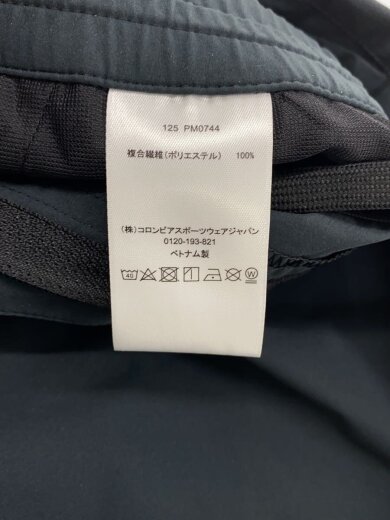 125 PM0744
複合繊維(ポリエステル) 100%
(株)コロンビアスポーツウェアジャパン
0120-193-821
ベトナム製
40
W